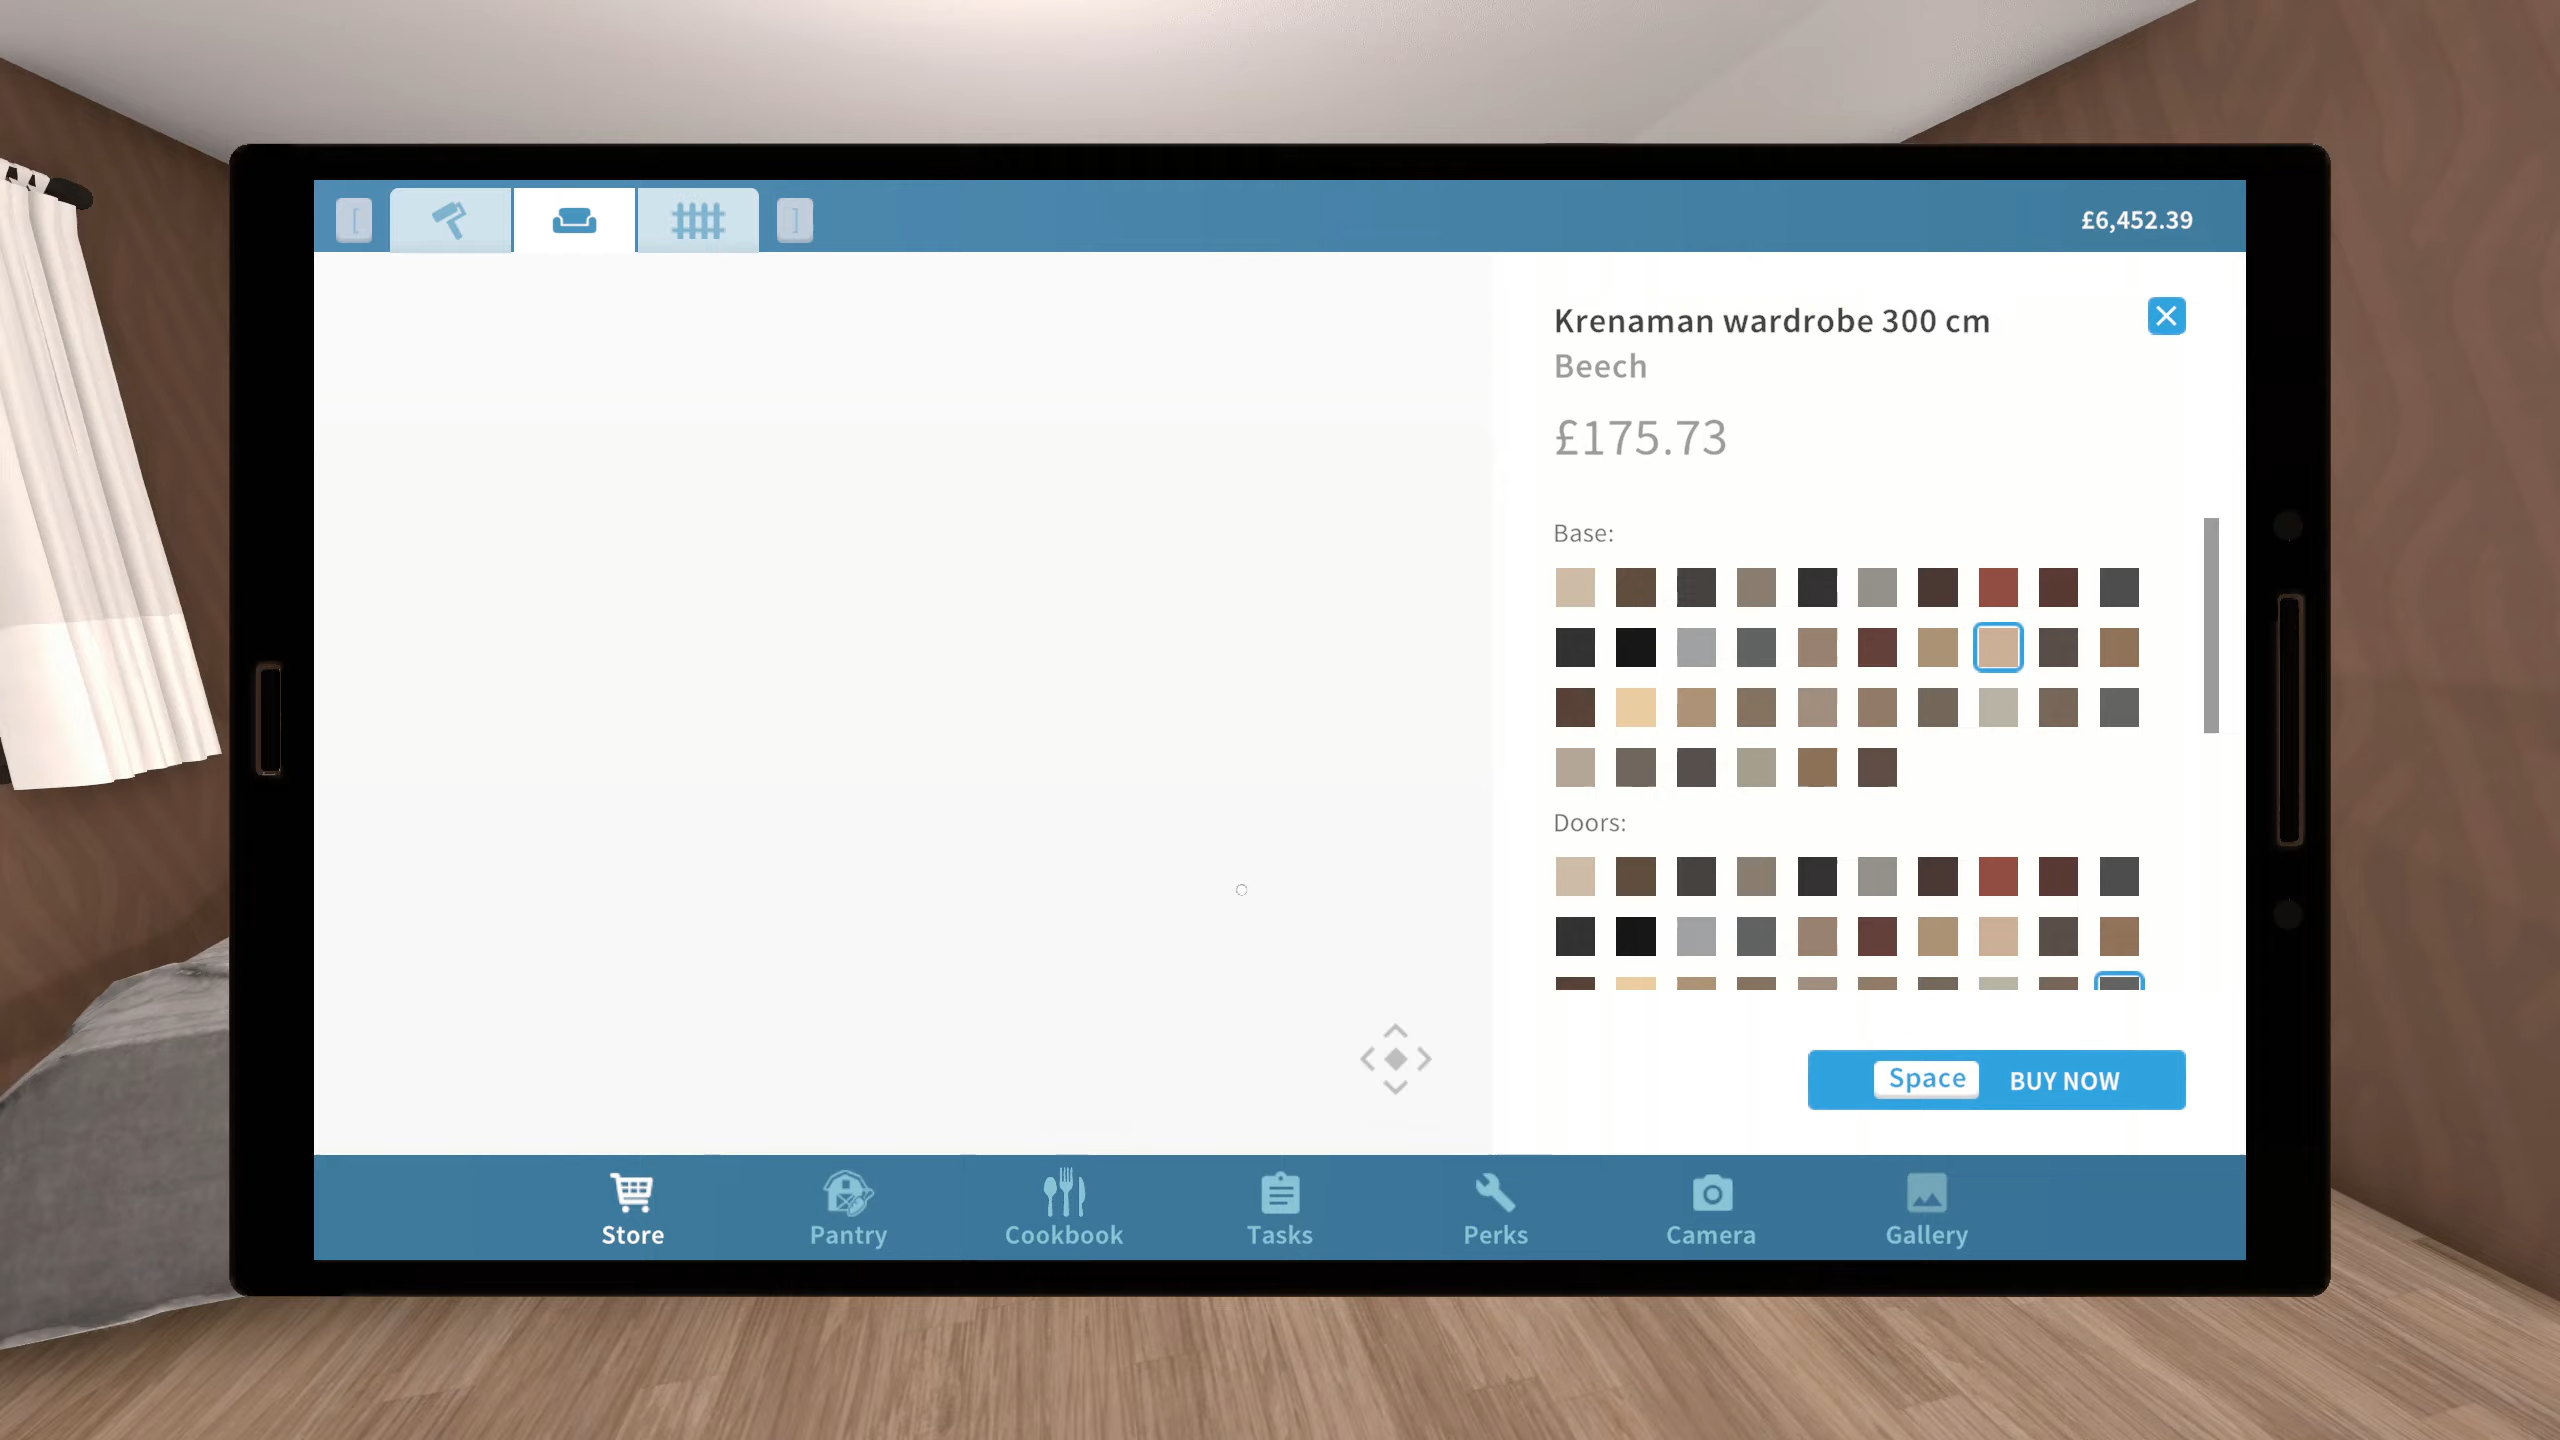 [
]
£6,452.39
Krenaman wardrobe 300 cm
Beech
£175.73
Base:
Doors:
Space BUY NOW
Store
Pantry
Cookbook
Tasks
Perks
Camera
Gallery